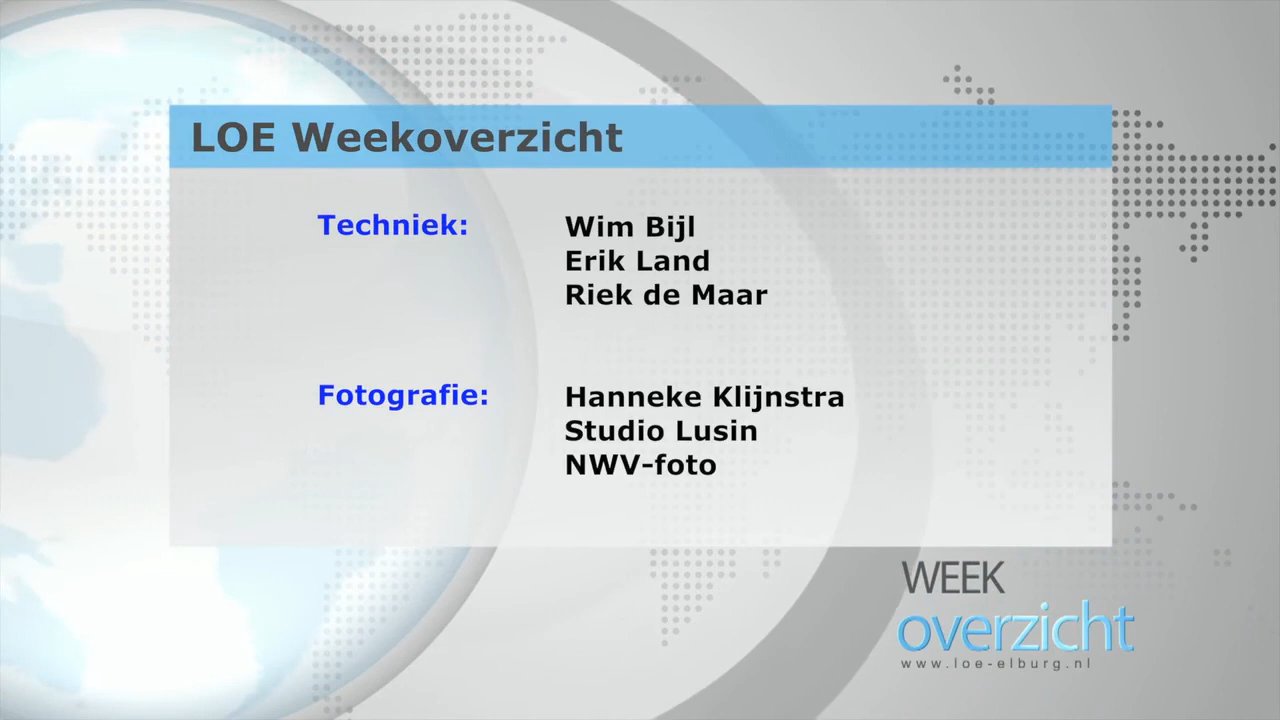 LOE Weekoverzicht
Techniek: Wim Bijl
Erik Land
Riek de Maar
Fotografie: Hanneke Klijnstra
Studio Lusin
NWV-foto
WEEK
overzicht
www.loe-elburg.nl